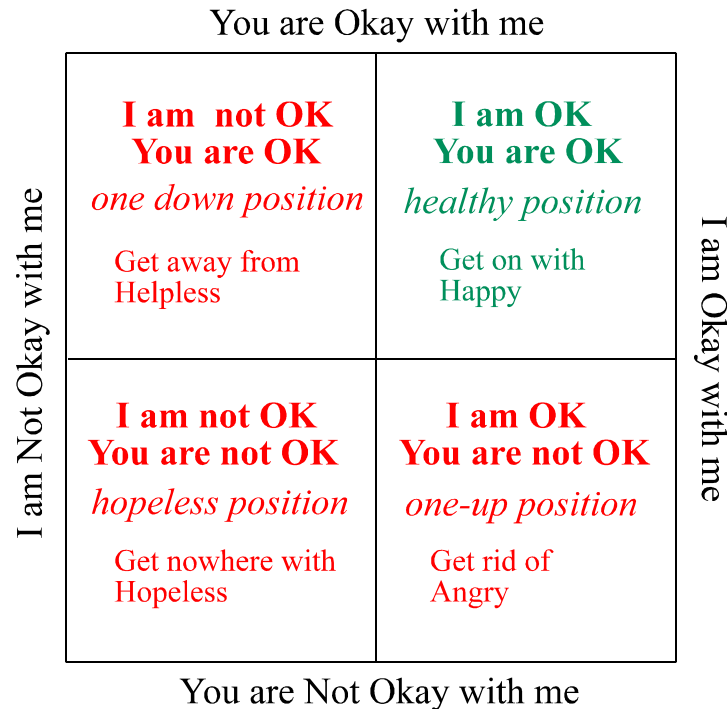 You are Okay with me
I am Not Okay with me
I am not OK
You are OK
one down position
Get away from
Helpless
I am OK
You are OK
healthy position
Get on with
Happy
I am Okay with me
I am not OK
You are not OK
hopeless position
Get nowhere with
Hopeless
I am OK
You are not OK
one-up position
Get rid of
Angry
You are Not Okay with me